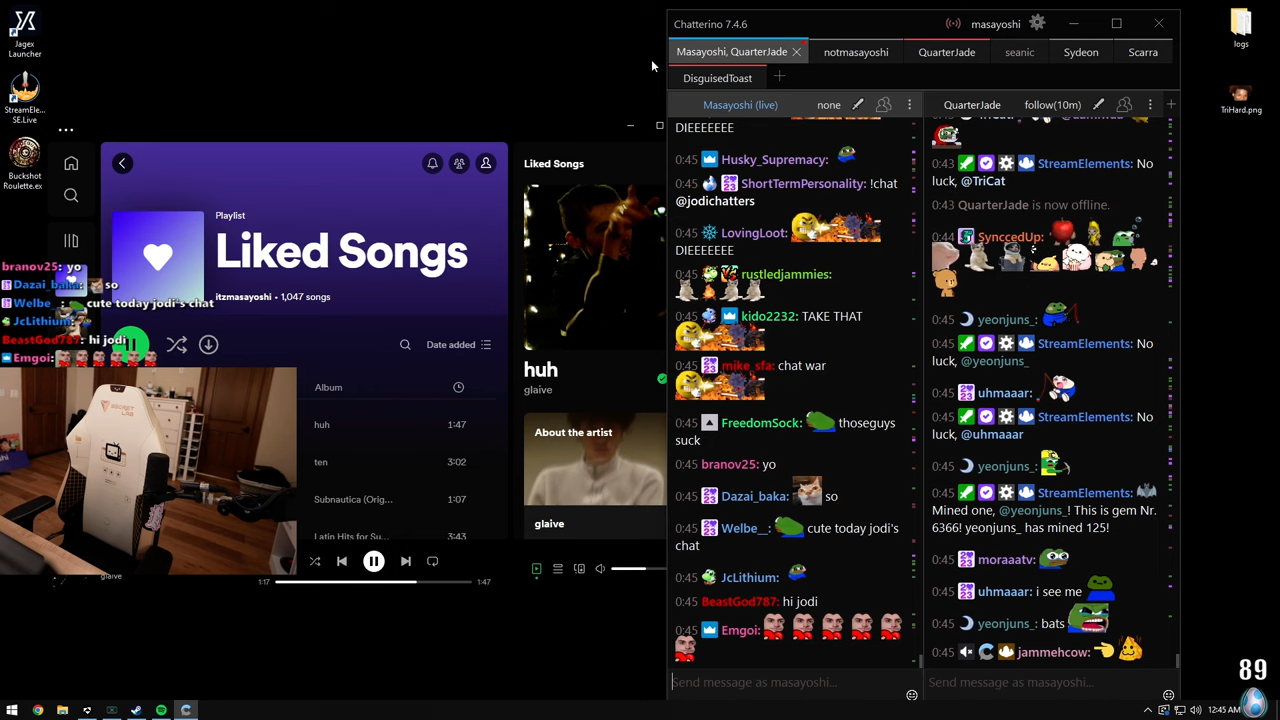 Jagex
Launcher
StreamEle...
SE.Live
Buckshot
Roulette.ex
Playlist
Liked Songs
itzmasayoshi • 1,047 songs
Date added
Album
huh
1:47
ten
3:02
Subnautica (Orig...
1:07
Latin Hits for Su...
3:43
glaive
1:17
1:47
Liked Songs
huh
glaive
About the artist
glaive
branov25: yo
Dazai_baka: so
Welbe__: cute today jodi's chat
JcLithium:
BeastGod787: hi jodi
Emgoi:
SECRETLAB
Chatterino 7.4.6
masayoshi
Masayoshi, QuarterJade
notmasayoshi
QuarterJade
seanic
Sydeon
Scarra
DisguisedToast
Masayoshi (live)
none
DIEEEEEE
0:45 Husky_Supremacy:
0:45 ShortTermPersonality: !chat
@jodichatters
0:45 LovingLoot:
DIEEEEEE
0:45 rustledjammies:
0:45 kido2232: TAKE THAT
0:45 mike_sfa: chat war
0:45 FreedomSock: thoseguys
suck
0:45 branov25: yo
0:45 Dazai_baka: so
0:45 Welbe__: cute today jodi's
chat
0:45 JcLithium:
0:45 BeastGod787: hi jodi
0:45 Emgoi:
Send message as masayoshi...
QuarterJade
follow(10m)
0:43 StreamElements: No
luck, @TriCat
0:43 QuarterJade is now offline.
0:44 SynccedUp:
0:45 yeonjuns_:
0:45 StreamElements: No
luck, @yeonjuns_
0:45 uhmaaar:
0:45 StreamElements: No
luck, @uhmaaar
0:45 yeonjuns_:
0:45 StreamElements:
Mined one, @yeonjuns_! This is gem Nr.
6366! yeonjuns_ has mined 125!
0:45 moraaatv:
0:45 uhmaaar: i see me
0:45 yeonjuns_: bats
0:45 jammehcow:
Send message as masayoshi...
logs
TriHard.png
89
12:45 AM